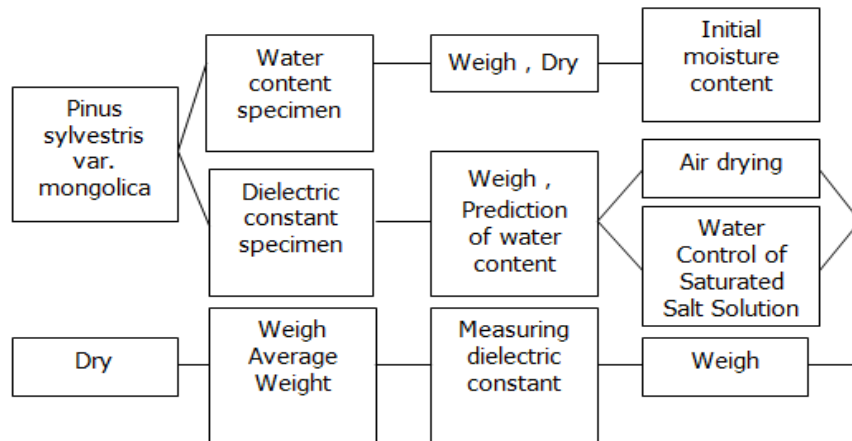 Pinus
sylvestris
var.
mongolica
Water
content
specimen
Weigh , Dry
Initial
moisture
content
Dielectric
constant
specimen
Weigh ,
Prediction
of water
content
Air drying
Water
Control of
Saturated
Salt Solution
Dry
Weigh
Average
Weight
Measuring
dielectric
constant
Weigh